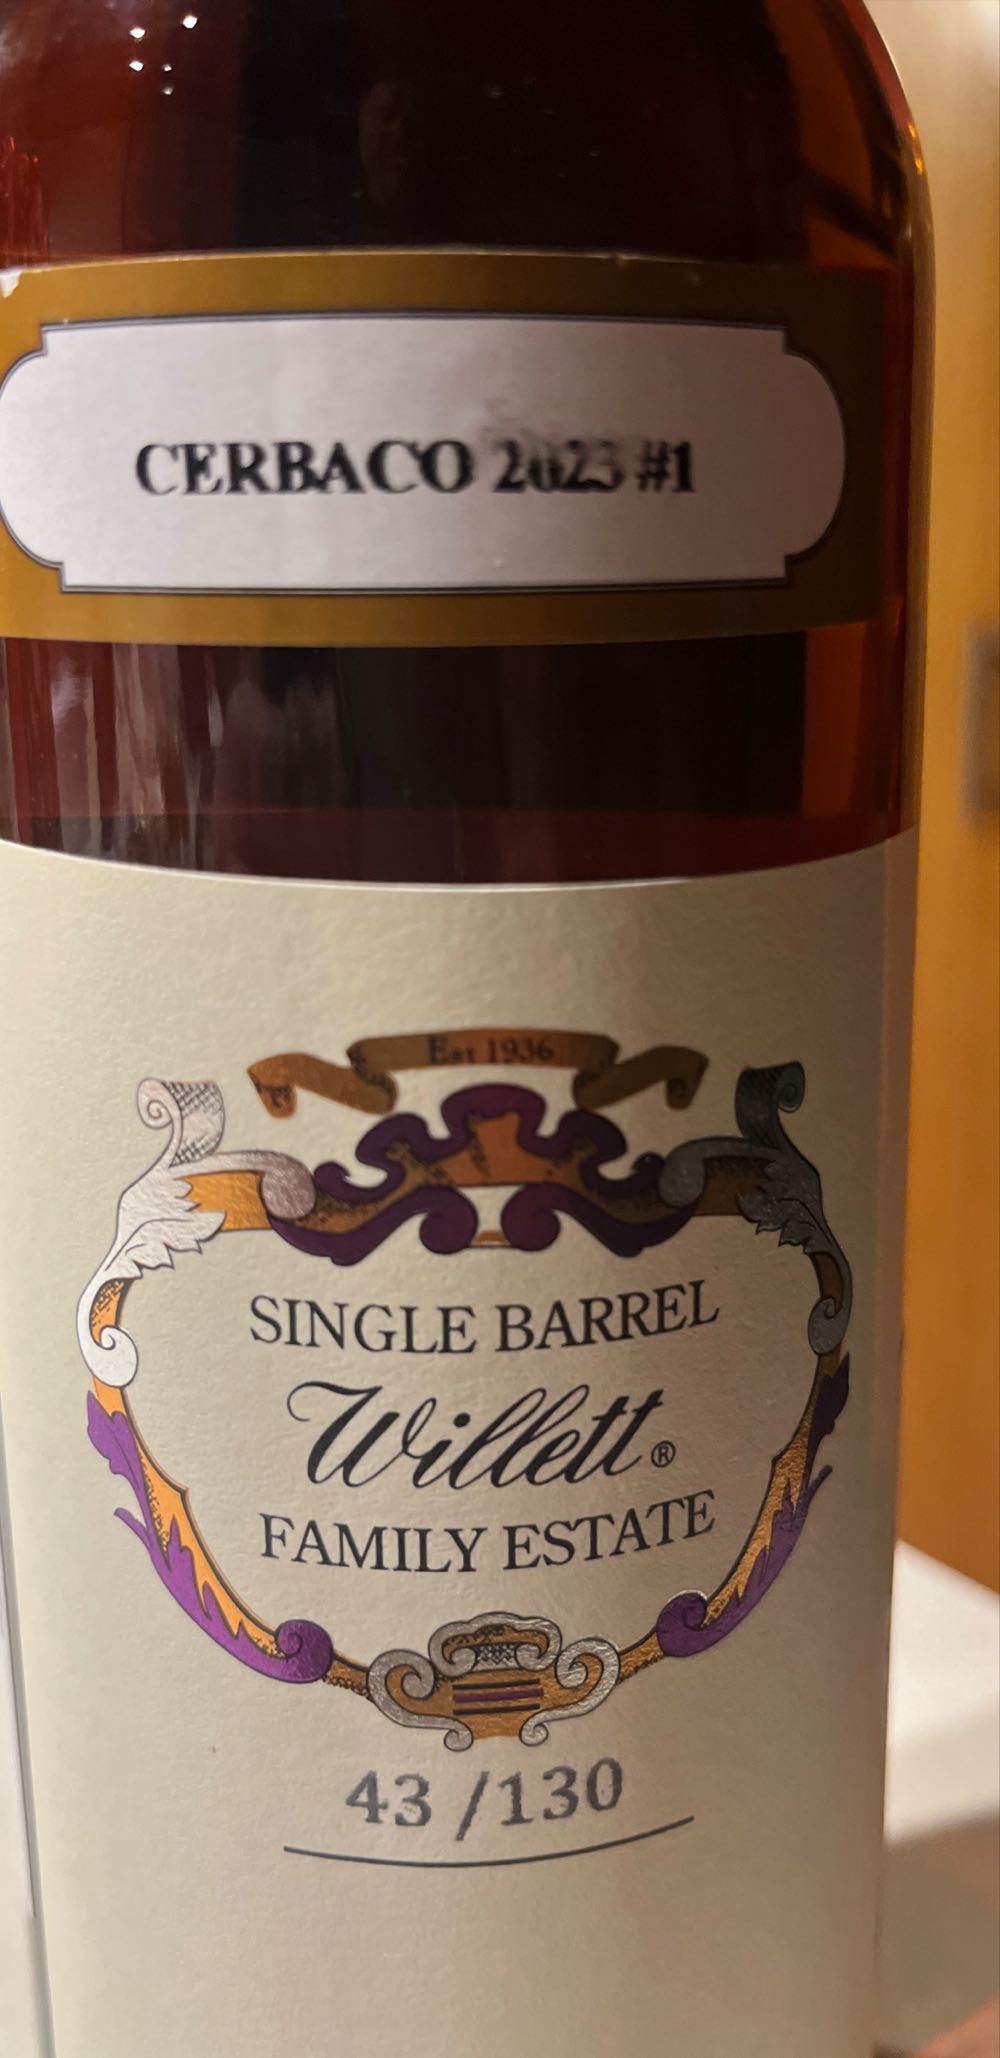 CERBACO 2023 #1
Est 1936
SINGLE BARREL
Willett®
FAMILY ESTATE
43 /130